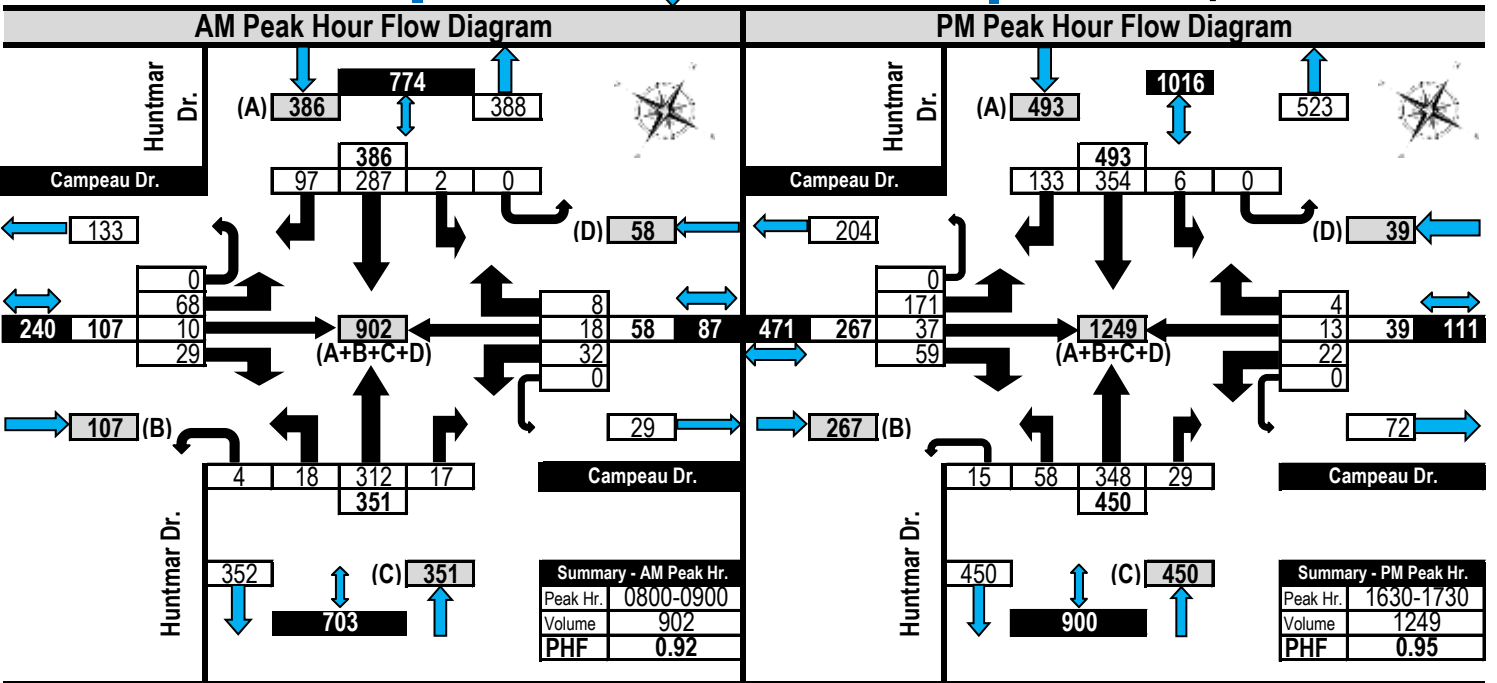 AM Peak Hour Flow Diagram
Huntmar
Dr.
774
(A) 386 388
386
97 287 2 0
Campeau Dr.
133
(D) 58
0
68
10
29
240 107
902
(A+B+C+D)
8
18
32
0
58 87
107 (B)
29
4 18 312 17
351
Campeau Dr.
Huntmar Dr.
352
(C) 351
703
Summary - AM Peak Hr.
Peak Hr. 0800-0900
Volume 902
PHF 0.92
PM Peak Hour Flow Diagram
Huntmar
Dr.
1016
(A) 493 523
493
133 354 6 0
Campeau Dr.
204
(D) 39
0
171
37
59
471 267
1249
(A+B+C+D)
4
13
22
0
39 111
267 (B)
72
15 58 348 29
450
Campeau Dr.
Huntmar Dr.
450
(C) 450
900
Summary - PM Peak Hr.
Peak Hr. 1630-1730
Volume 1249
PHF 0.95